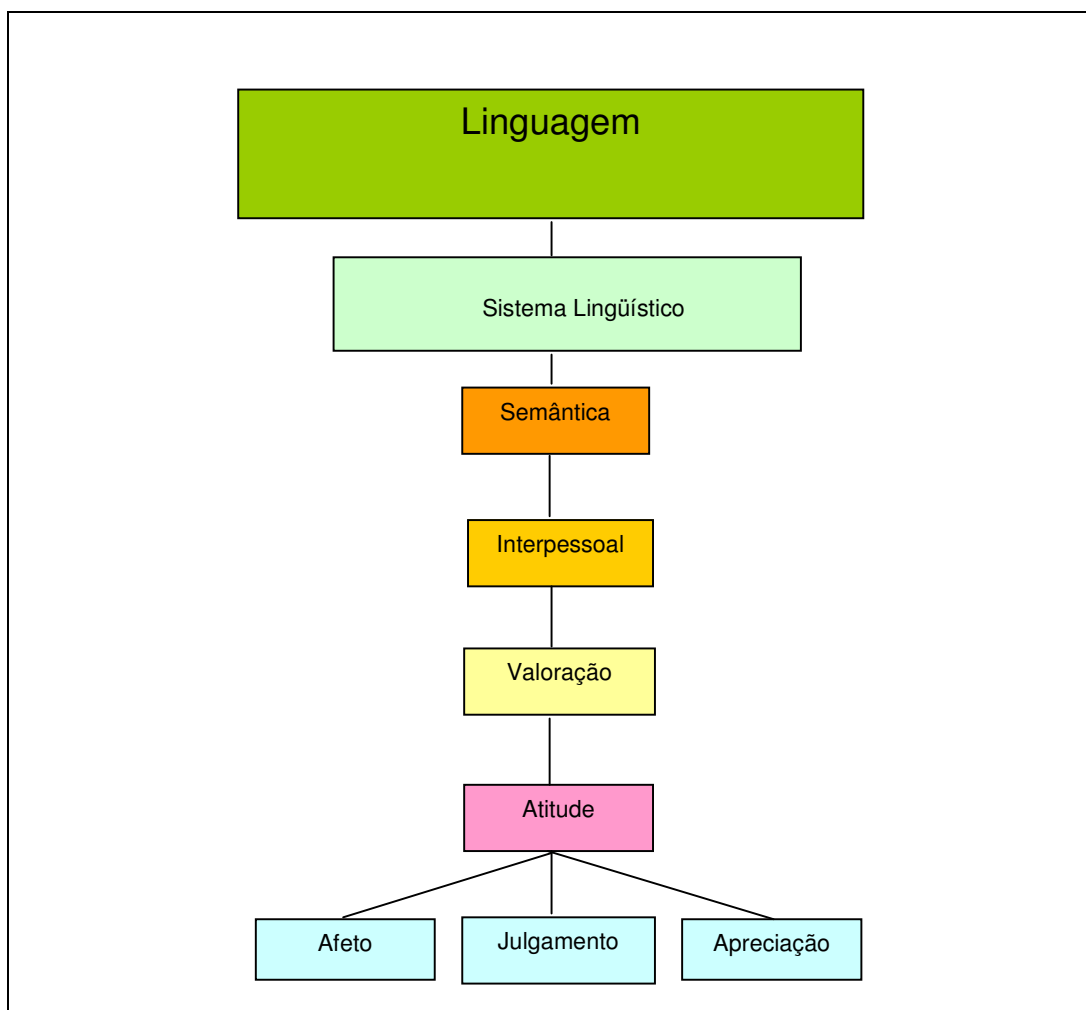 Linguagem
Sistema Lingüístico
Semântica
Interpessoal
Valoração
Atitude
Afeto
Julgamento
Apreciação